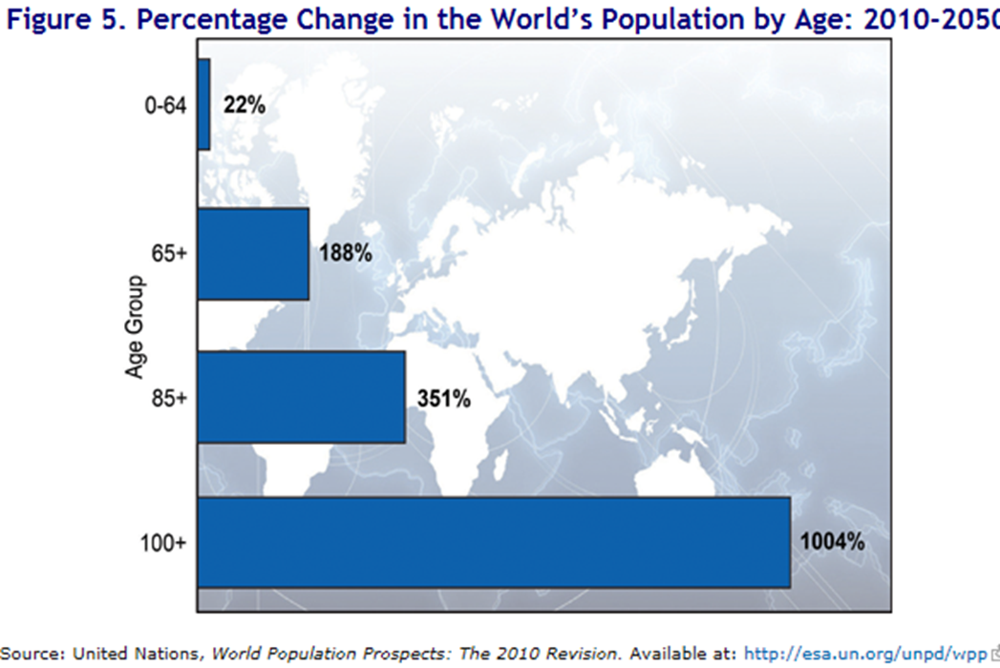 Figure 5. Percentage Change in the World's Population by Age: 2010-2050
0-64
22%
65+
188%
Age Group
85+
351%
100+
1004%
Source: United Nations, World Population Prospects: The 2010 Revision. Available at: http://esa.un.org/unpd/wpp